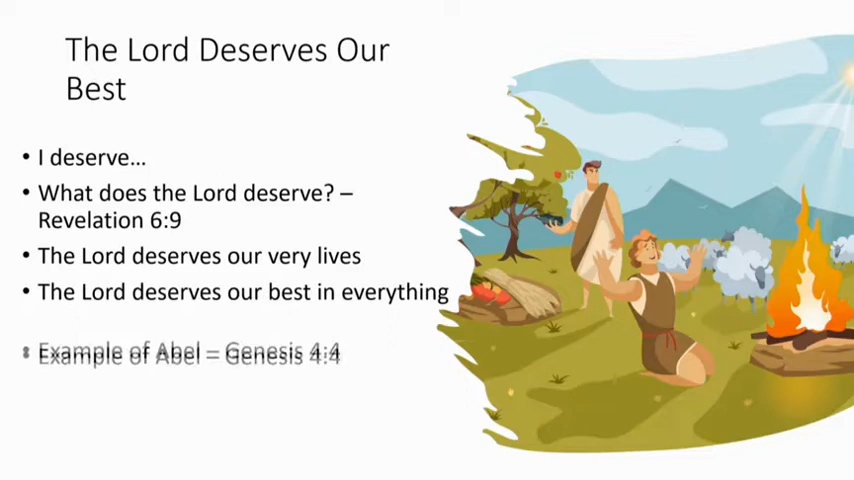 The Lord Deserves Our
Best
• I deserve...
• What does the Lord deserve? –
Revelation 6:9
• The Lord deserves our very lives
• The Lord deserves our best in everything
• Example of Abel – Genesis 4:4